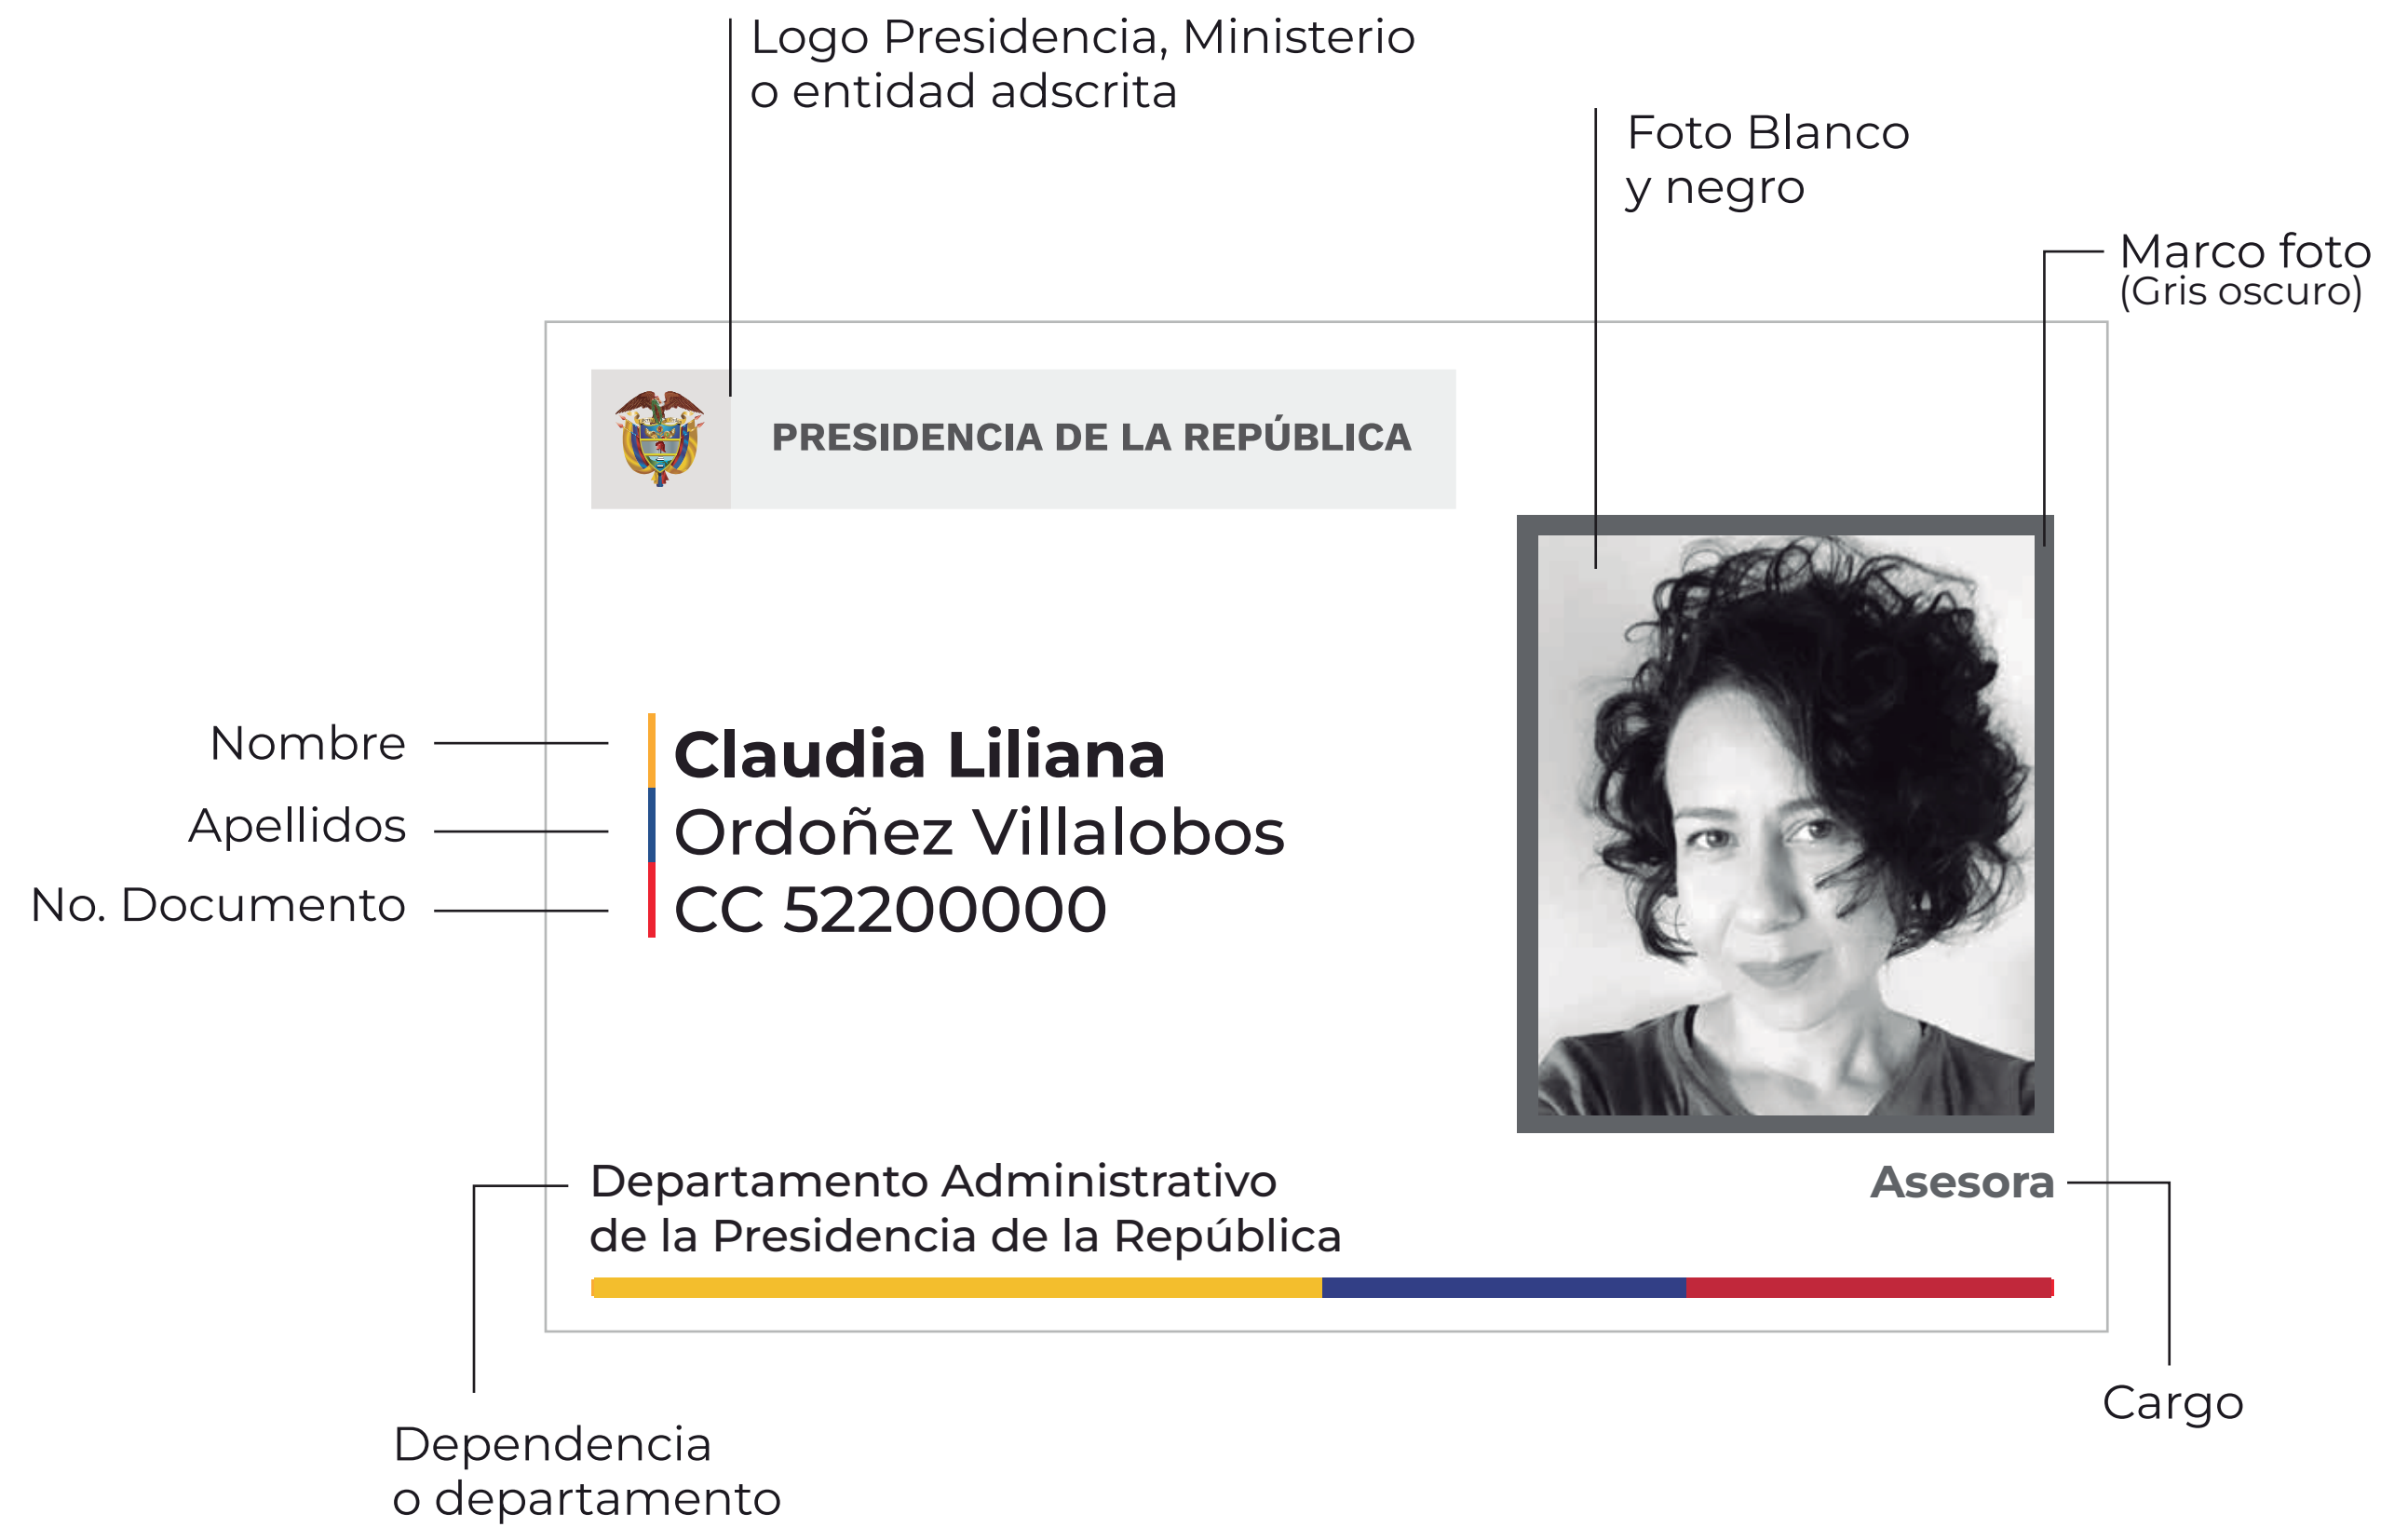 Logo Presidencia, Ministerio
o entidad adscrita
Foto Blanco
y negro
Marco foto
(Gris oscuro)
PRESIDENCIA DE LA REPÚBLICA
Nombre
Claudia Liliana
Apellidos
Ordoñez Villalobos
No. Documento
CC 52200000
Departamento Administrativo
de la Presidencia de la República
Asesora
Cargo
Dependencia
o departamento